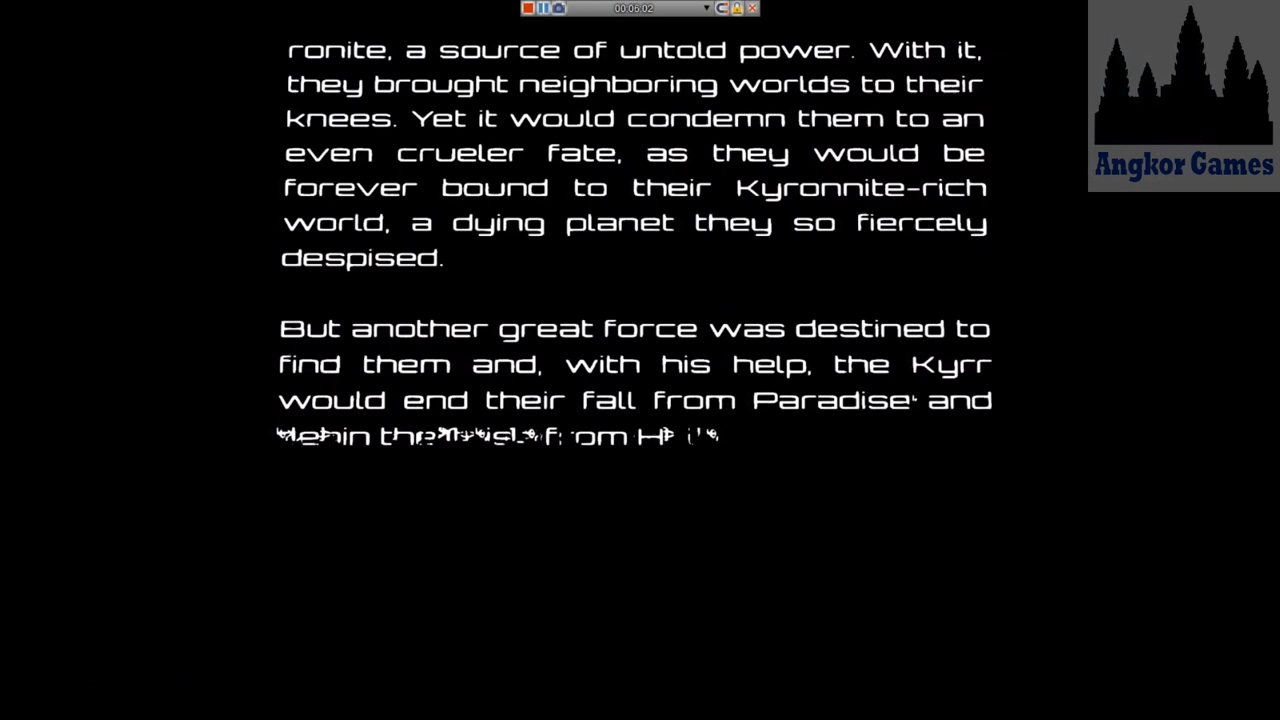 00:06:02
ronite, a source of untold power. With it,
they brought neighboring worlds to their
knees. Yet it would condemn them to an
even crueler fate, as they would be
forever bound to their Kyronnite-rich
world, a dying planet they so fiercely
despised.
But another great force was destined to
find them and, with his help, the Kyrr
would end their fall from Paradise and
from
Angkor Games